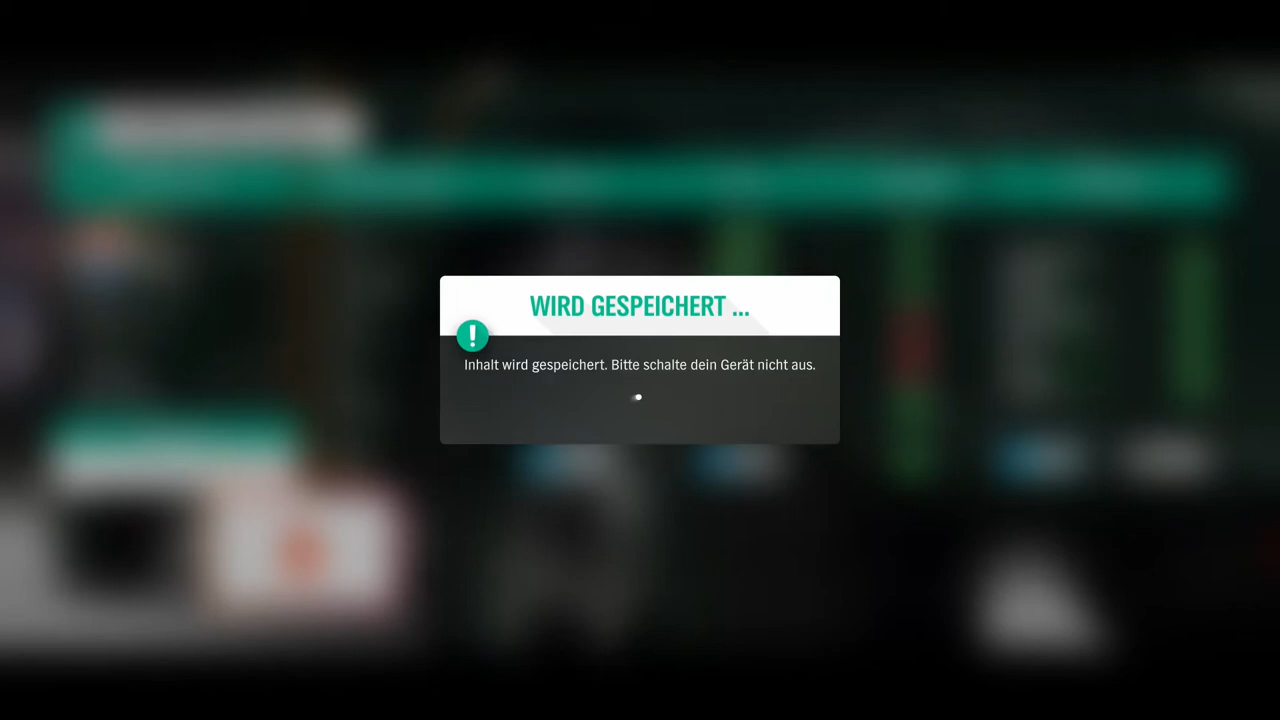 WIRD GESPEICHERT ...
Inhalt wird gespeichert. Bitte schalte dein Gerät nicht aus.